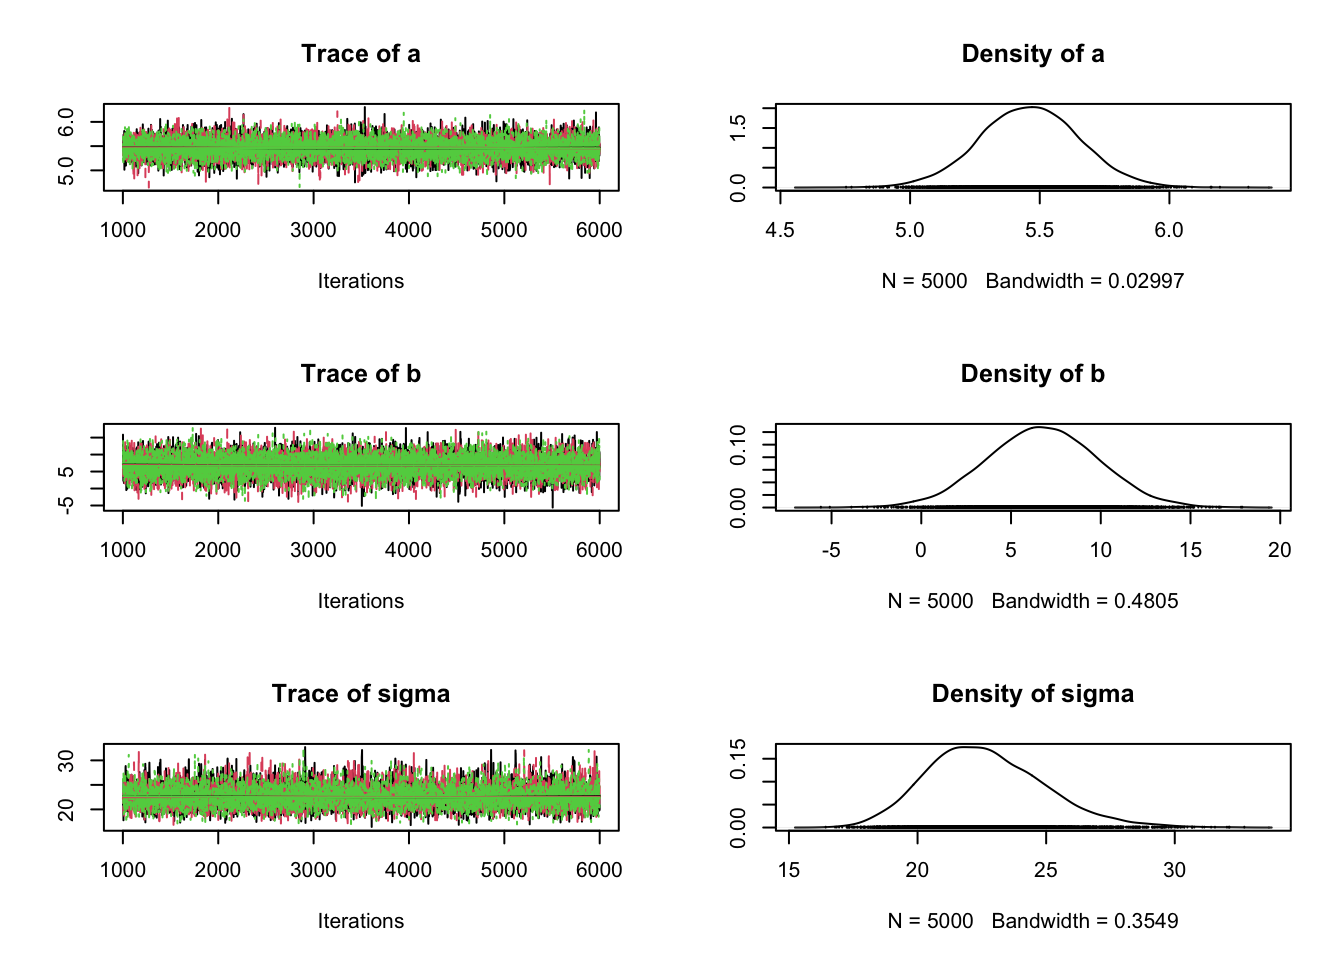 Trace of a
5.0 6.0
1000 2000 3000 4000 5000 6000
Iterations
Density of a
0.0 1.5
4.5 5.0 5.5 6.0
N = 5000 Bandwidth = 0.02997
Trace of b
-5 5
1000 2000 3000 4000 5000 6000
Iterations
Density of b
0.00 0.10
-5 0 5 10 15 20
N = 5000 Bandwidth = 0.4805
Trace of sigma
20 30
1000 2000 3000 4000 5000 6000
Iterations
Density of sigma
0.00 0.15
15 20 25 30
N = 5000 Bandwidth = 0.3549